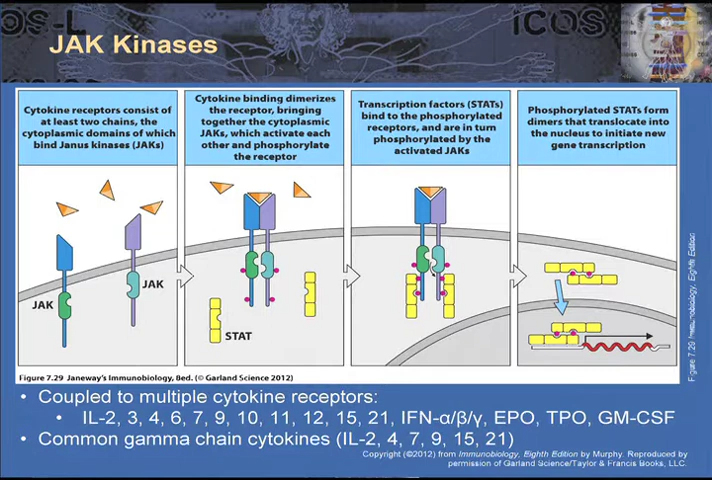 OS-L
ICOS
JAK Kinases
Cytokine receptors consist of
at least two chains, the
cytoplasmic domains of which
bind Janus kinases (JAKs)
Cytokine binding dimerizes
the receptor, bringing
together the cytoplasmic
JAKs, which activate each
other and phosphorylate
the receptor
Transcription factors (STATs)
bind to the phosphorylated
receptors, and are in turn
phosphorylated by the
activated JAKs
Phosphorylated STATs form
dimers that translocate into
the nucleus to initiate new
gene transcription
JAK
JAK
STAT
Figure 7.29 Janeway's Immunobiology, 8ed. (© Garland Science 2012)
Figure 7.29 Immunobiology, Eighth Edition
• Coupled to multiple cytokine receptors:
• IL-2, 3, 4, 6, 7, 9, 10, 11, 12, 15, 21, IFN-α/β/γ, EPO, TPO, GM-CSF
• Common gamma chain cytokines (IL-2, 4, 7, 9, 15, 21)
Copyright (©2012) from Immunobiology, Eighth Edition by Murphy. Reproduced by
permission of Garland Science/Taylor & Francis Books, LLC.